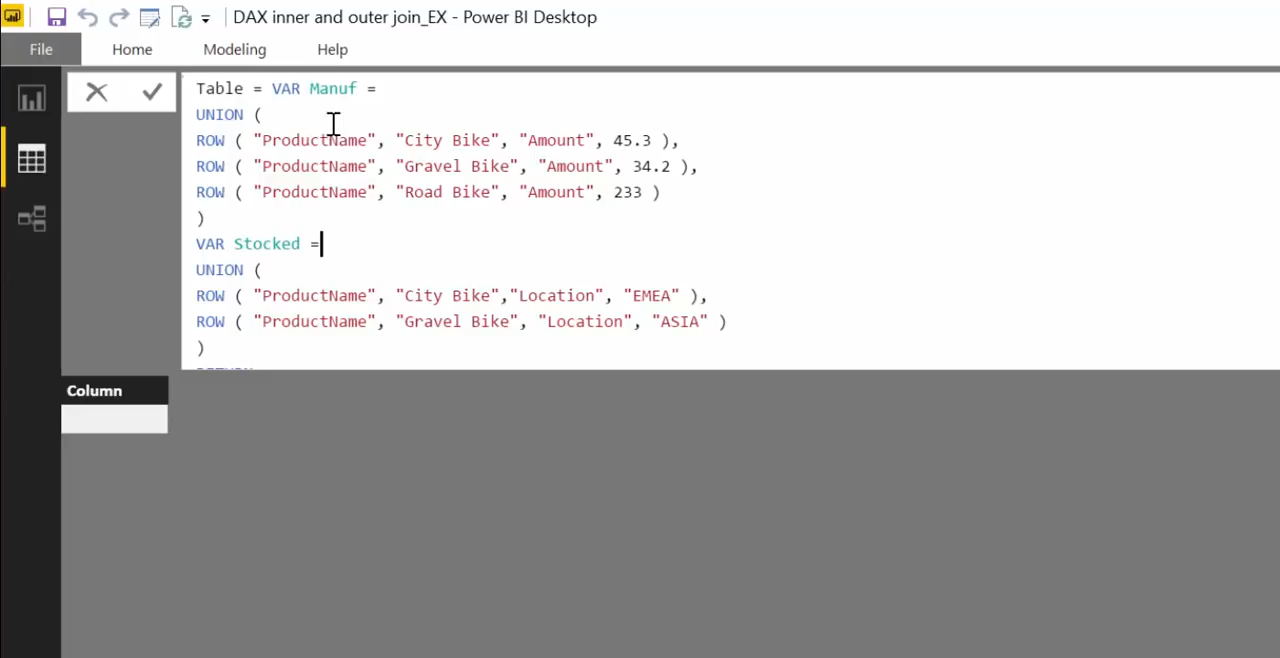 DAX inner and outer join_EX - Power BI Desktop
File Home Modeling Help
Table = VAR Manuf =
UNION (
ROW ( "ProductName", "City Bike", "Amount", 45.3 ),
ROW ( "ProductName", "Gravel Bike", "Amount", 34.2 ),
ROW ( "ProductName", "Road Bike", "Amount", 233 )
)
VAR Stocked =
UNION (
ROW ( "ProductName", "City Bike","Location", "EMEA" ),
ROW ( "ProductName", "Gravel Bike", "Location", "ASIA" )
)
Column